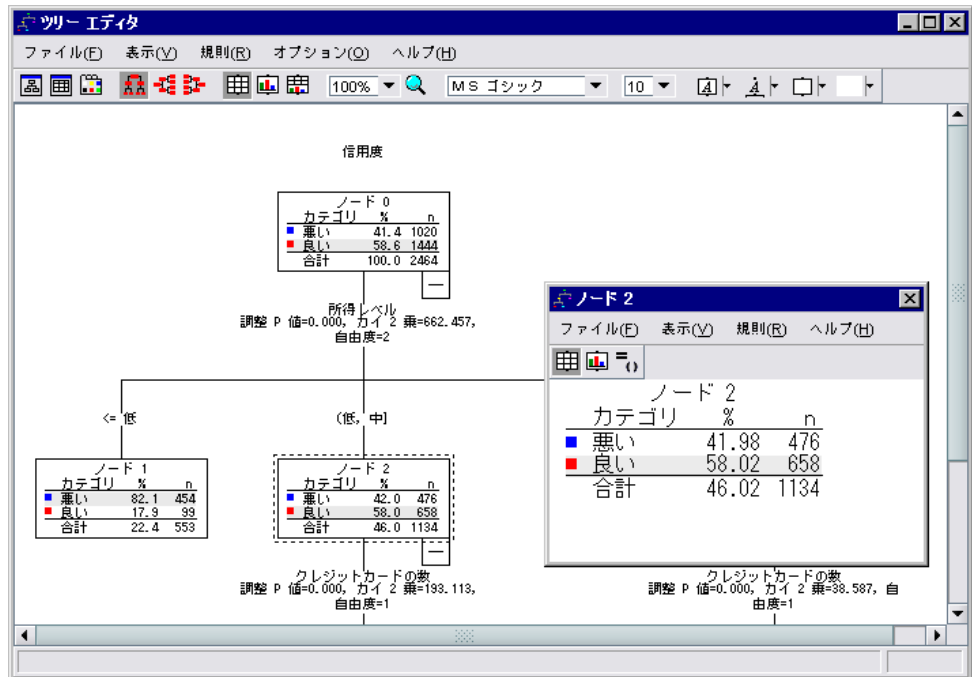 ツリー エディタ
ファイル(F) 表示(V) 規則(R) オプション(O) ヘルプ(H)
100% MS ゴシック 10 A A
信用度
ノード 0
カテゴリ % n
悪い 41.4 1020
良い 58.6 1444
合計 100.0 2464
所得レベル
調整 P 値=0.000, カイ 2 乗=662.457,
自由度=2
<= 低
(低, 中]
ノード 1
カテゴリ % n
悪い 82.1 454
良い 17.9 99
合計 22.4 553
ノード 2
カテゴリ % n
悪い 42.0 476
良い 58.0 658
合計 46.0 1134
クレジットカードの数
調整 P 値=0.000, カイ 2 乗=193.113,
自由度=1
ノード 2
ファイル(F) 表示(V) 規則(R) ヘルプ(H)
ノード 2
カテゴリ % n
悪い 41.98 476
良い 58.02 658
合計 46.02 1134
クレジットカードの数
調整 P 値=0.000, カイ 2 乗=38.587, 自
由度=1